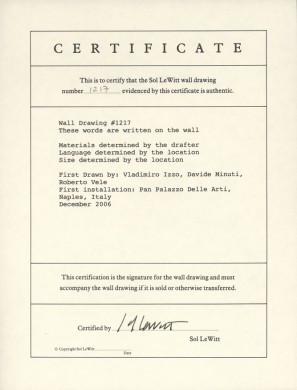 CERTIFICATE
This is to certify that the Sol LeWitt wall drawing
number 1217 evidenced by this certificate is authentic.
Wall Drawing #1217
These words are written on the wall
Materials determined by the drafter
Language determined by the location
Size determined by the location
First Drawn by: Vladimiro Izzo, Davide Minuti,
Roberto Vele
First installation: Pan Palazzo Delle Arti,
Naples, Italy
December 2006
This certification is the signature for the wall drawing and must
accompany the wall drawing if it is sold or otherwise transferred.
Certified by
Sol LeWitt
© Copyright Sol LeWitt
Date